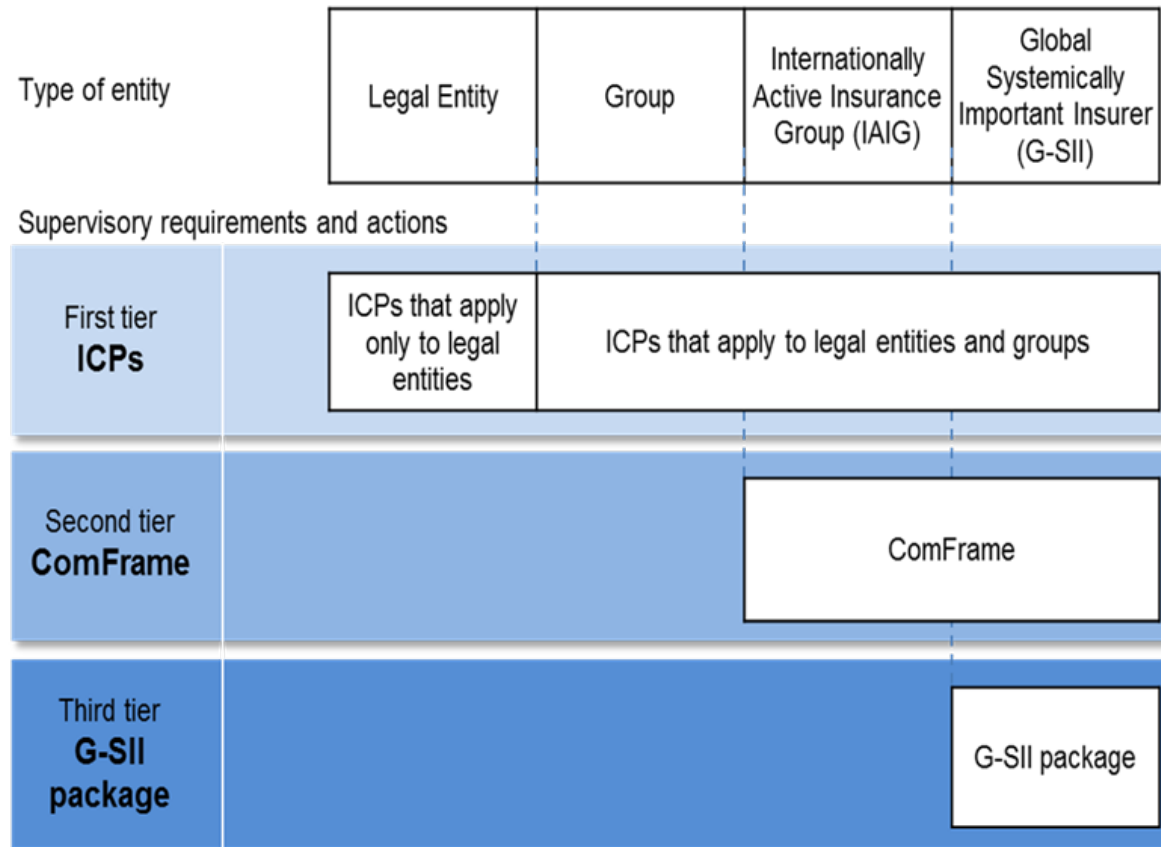 Type of entity
Legal Entity
Group
Internationally
Active Insurance
Group (IAIG)
Global
Systemically
Important Insurer
(G-SII)
Supervisory requirements and actions
First tier
ICPs
ICPs that apply
only to legal
entities
ICPs that apply to legal entities and groups
Second tier
ComFrame
ComFrame
Third tier
G-SII
package
G-SII package